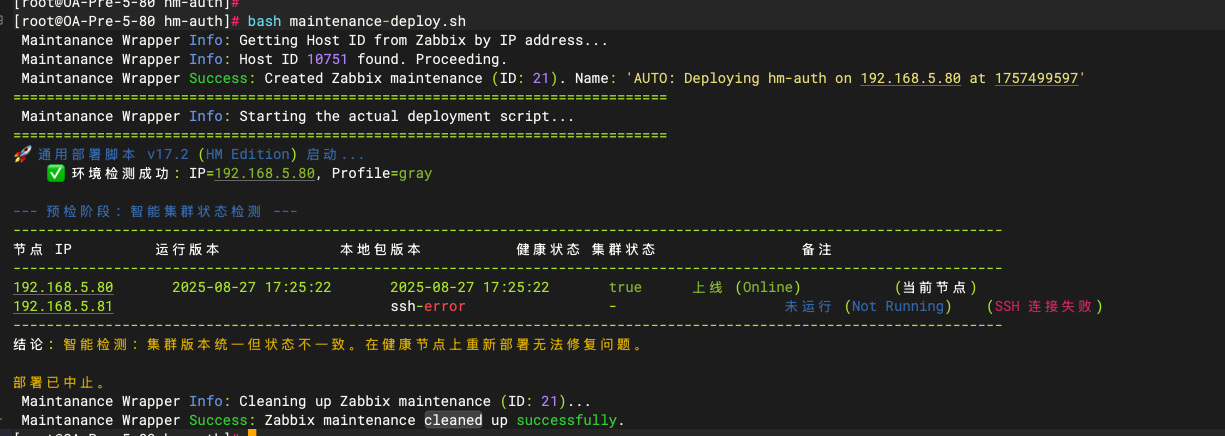 [root@OA-Pre-5-80 hm-auth]#
[root@OA-Pre-5-80 hm-auth]# bash maintenance-deploy.sh
Maintanance Wrapper Info: Getting Host ID from Zabbix by IP address...
Maintanance Wrapper Info: Host ID 10751 found. Proceeding.
Maintanance Wrapper Success: Created Zabbix maintenance (ID: 21). Name: 'AUTO: Deploying hm-auth on 192.168.5.80 at 1757499597'
===============================================================================
Maintanance Wrapper Info: Starting the actual deployment script...
===============================================================================
🚀 通用部署脚本 v17.2 (HM Edition) 启动...
✅ 环境检测成功: IP=192.168.5.80, Profile=gray
--- 预检阶段: 智能集群状态检测 ---
----------------------------------------------------------------------------------------------------------------------
节点 IP 运行版本 本地包版本 健康状态 集群状态 备注
----------------------------------------------------------------------------------------------------------------------
192.168.5.80 2025-08-27 17:25:22 2025-08-27 17:25:22 true 上线 (Online) (当前节点)
192.168.5.81 ssh-error - 未运行 (Not Running) (SSH 连接失败)
----------------------------------------------------------------------------------------------------------------------
结论: 智能检测: 集群版本统一但状态不一致。在健康节点上重新部署无法修复问题。
部署已中止。
Maintanance Wrapper Info: Cleaning up Zabbix maintenance (ID: 21)...
Maintanance Wrapper Success: Zabbix maintenance cleaned up successfully.
[root@OA-Pre-5-80 hm-auth]#